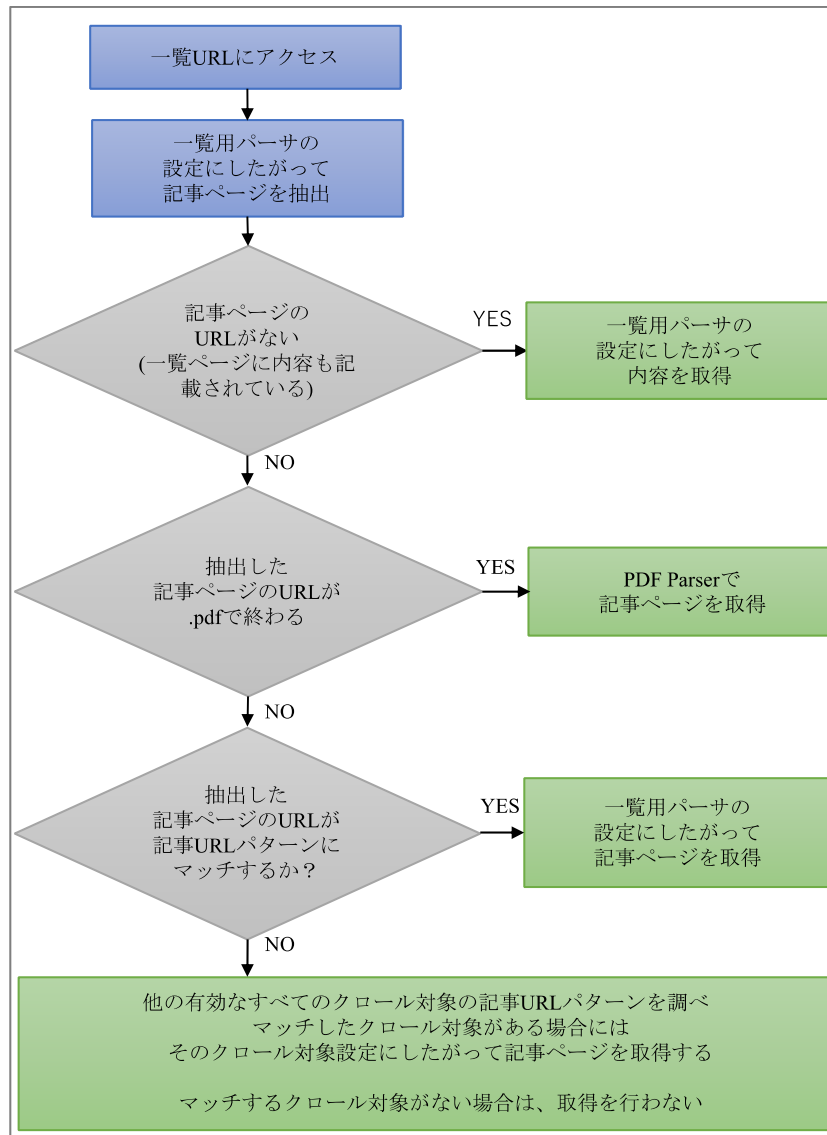 一覧URLにアクセス
一覧用パーサの
設定にしたがって
記事ページを抽出
記事ページの
URLがない
(一覧ページに内容も記
載されている)
YES
一覧用パーサの
設定にしたがって
内容を取得
NO
抽出した
記事ページのURLが
.pdfで終わる
YES
PDF Parserで
記事ページを取得
NO
抽出した
記事ページのURLが
記事URLパターンに
マッチするか？
YES
一覧用パーサの
設定にしたがって
記事ページを取得
NO
他の有効なすべてのクロール対象の記事URLパターンを調べ
マッチしたクロール対象がある場合には
そのクロール対象設定にしたがって記事ページを取得する
マッチするクロール対象がない場合は、取得を行わない